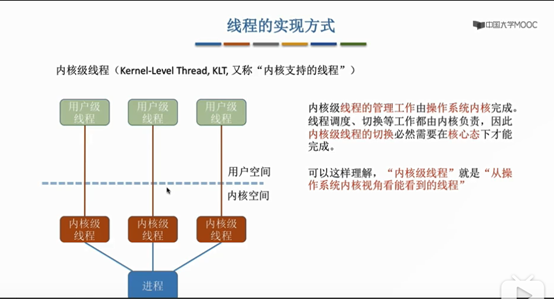 线程的实现方式
中国大学MOOC
内核级线程（Kernel-Level Thread, KLT, 又称“内核支持的线程”）
用户级
线程
用户级
线程
用户级
线程
用户空间
内核空间
内核级
线程
内核级
线程
内核级
线程
进程
内核级线程的管理工作由操作系统内核完成。
线程调度、切换等工作都由内核负责，因此
内核级线程的切换必然需要在核心态下才能
完成。
可以这样理解，“内核级线程”就是“从操
作系统内核视角看能看到的线程”